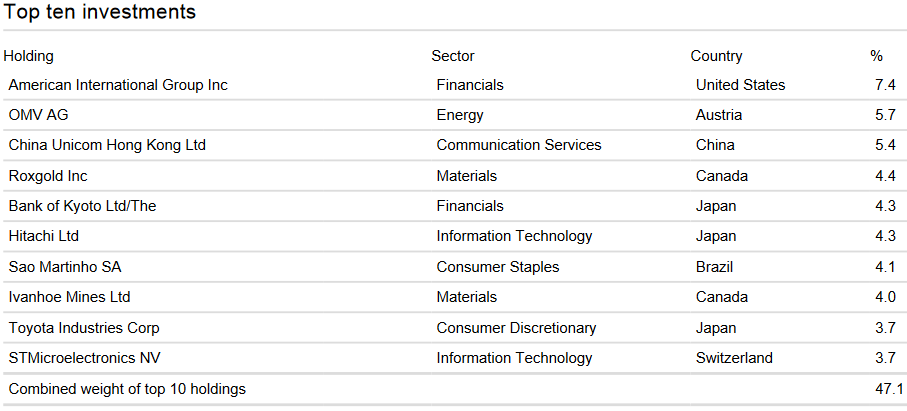 Top ten investments
Holding Sector Country %
American International Group Inc Financials United States 7.4
OMV AG Energy Austria 5.7
China Unicom Hong Kong Ltd Communication Services China 5.4
Roxgold Inc Materials Canada 4.4
Bank of Kyoto Ltd/The Financials Japan 4.3
Hitachi Ltd Information Technology Japan 4.3
Sao Martinho SA Consumer Staples Brazil 4.1
Ivanhoe Mines Ltd Materials Canada 4.0
Toyota Industries Corp Consumer Discretionary Japan 3.7
STMicroelectronics NV Information Technology Switzerland 3.7
Combined weight of top 10 holdings 47.1